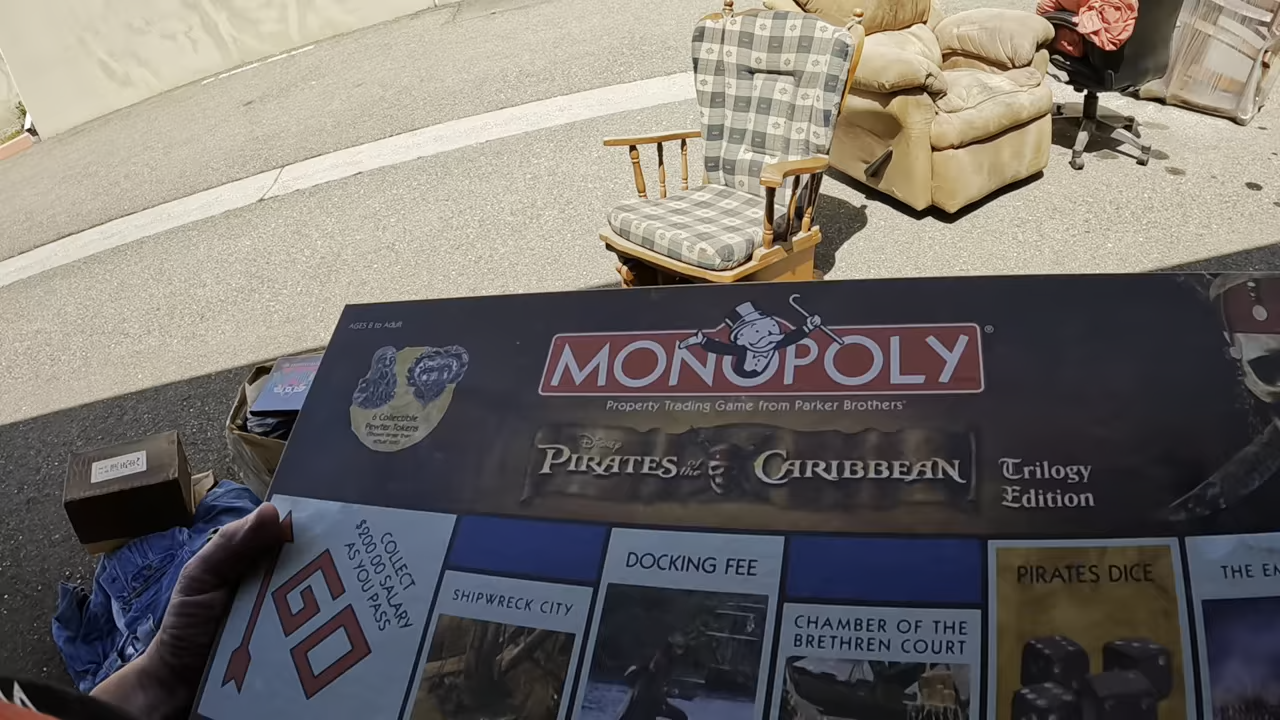 AGES 8 to Adult
MONOPOLY®
Property Trading Game from Parker Brothers®
6 Collectible
Pewter Tokens
Disney
PIRATES of the CARIBBEAN
Trilogy
Edition
COLLECT
$200.00 SALARY
AS YOU PASS
GO
SHIPWRECK CITY
DOCKING FEE
CHAMBER OF THE
BRETHREN COURT
PIRATES DICE
THE